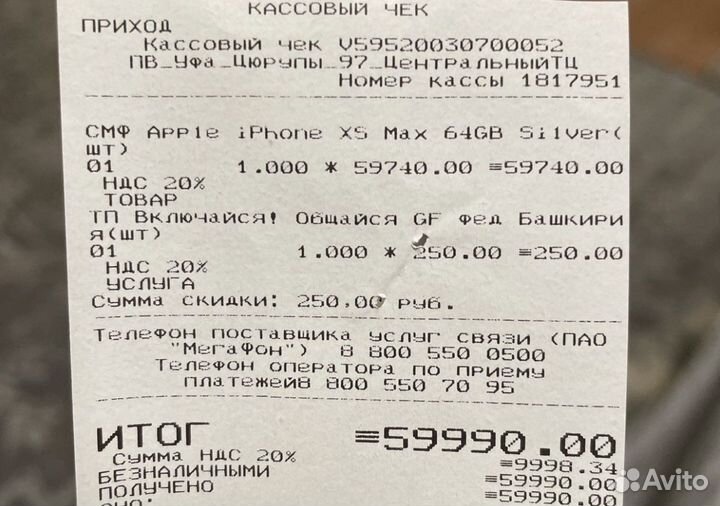 КАССОВЫЙ ЧЕК
ПРИХОД
Кассовый чек V59520030700052
ПВ_Уфа_Цюрупы_97_ЦентральныйТЦ
Номер кассы 1817951
СМФ Apple iPhone XS Max 64GB Silver(
шт)
01 1.000 * 59740.00 =59740.00
НДС 20%
ТОВАР
ТП Включайся! Общайся GF фед Башкири
я(шт)
01 1.000 * 250.00 =250.00
НДС 20%
УСЛУГА
Сумма скидки: 250,00 руб.
Телефон поставщика услуг связи (ПАО
"МегаФон") 8 800 550 0500
Телефон оператора по приему
платежей8 800 550 70 95
ИТОГ =59990.00
Сумма НДС 20% =9998.34
БЕЗНАЛИЧНЫМИ =59990.00
ПОЛУЧЕНО =59990.00
Avito